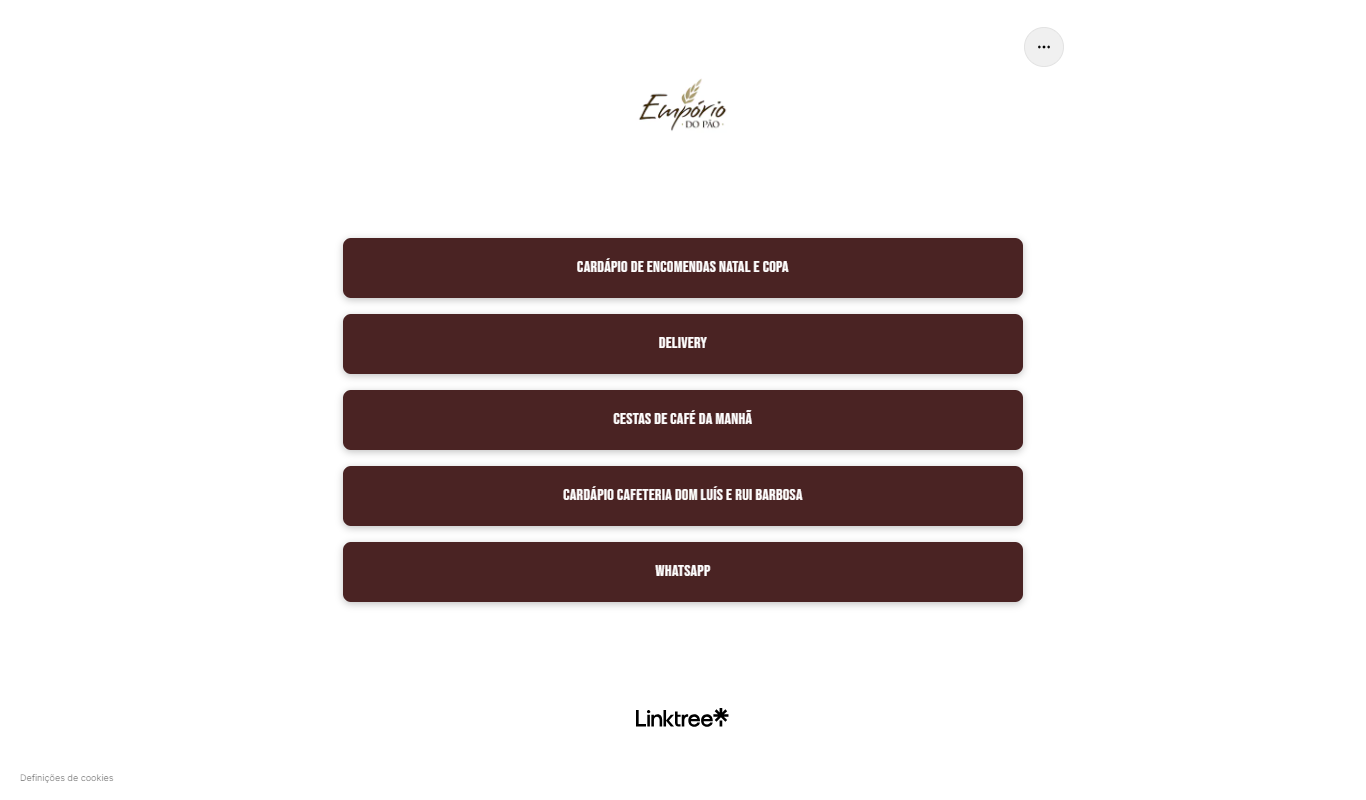 Empório
DO PÃO
CARDÁPIO DE ENCOMENDAS NATAL E COPA
DELIVERY
CESTAS DE CAFÉ DA MANHÃ
CARDÁPIO CAFETERIA DOM LUÍS E RUI BARBOSA
WHATSAPP
Linktree
Definições de cookies